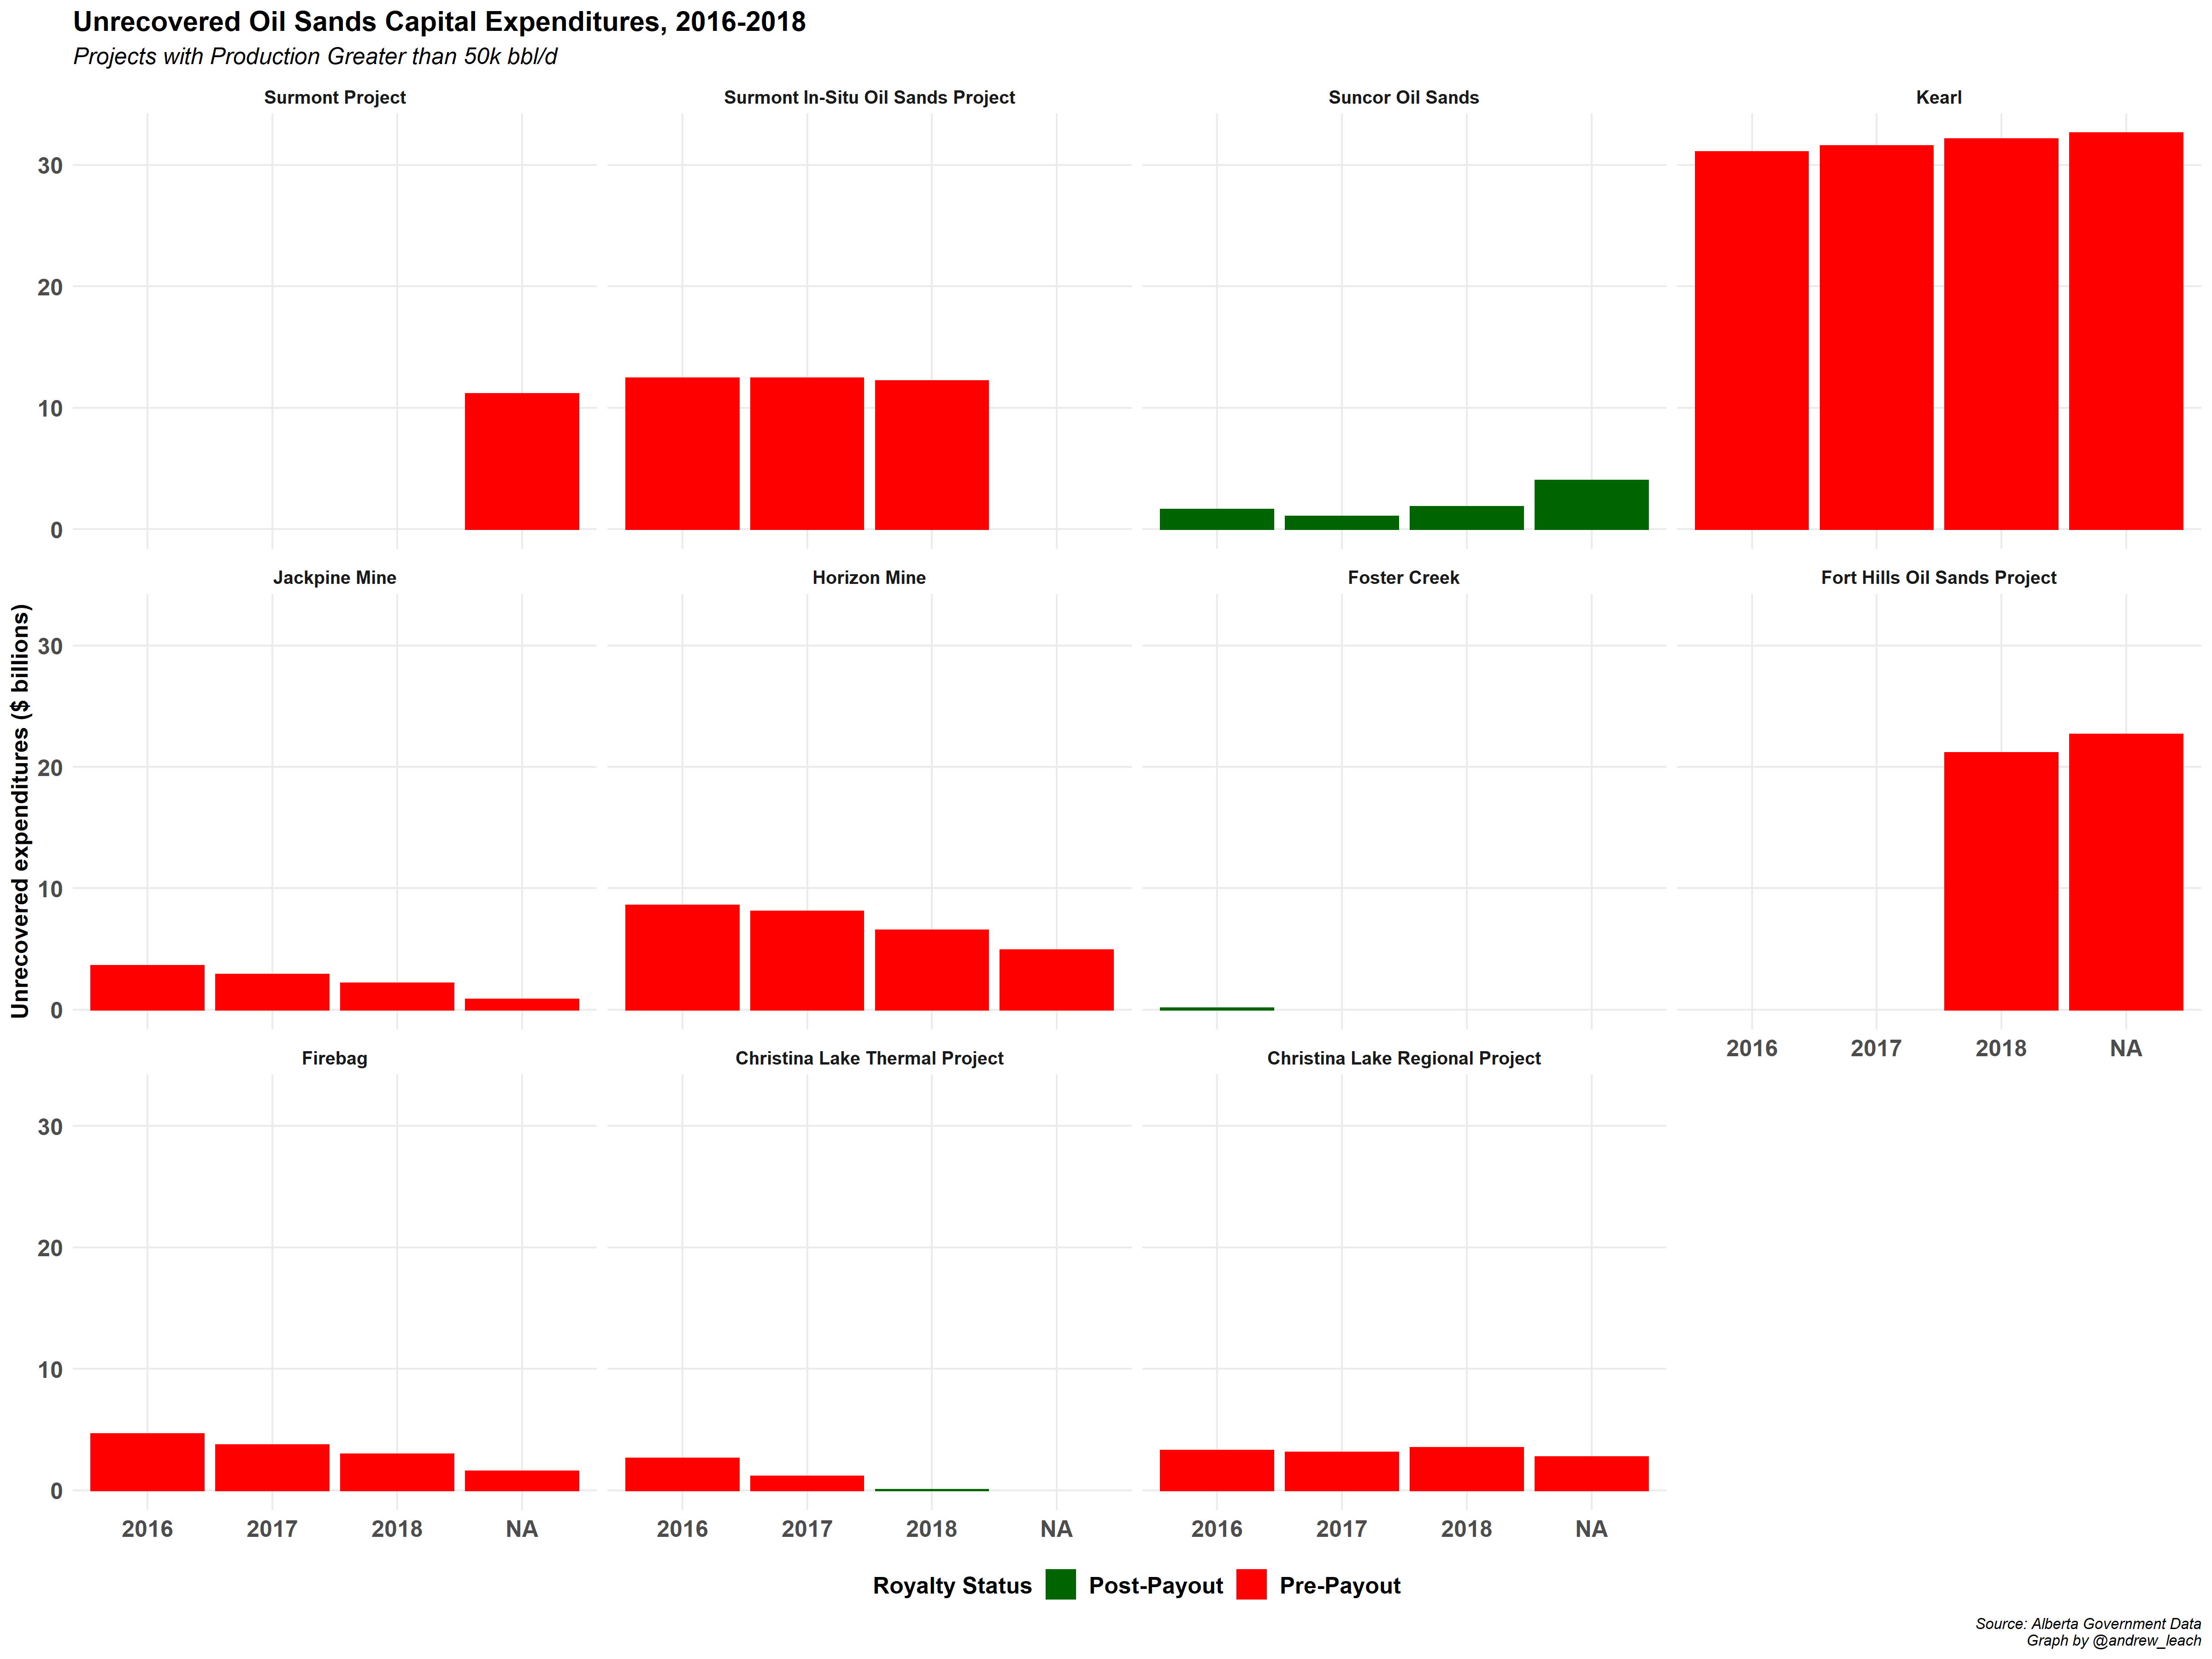 Unrecovered Oil Sands Capital Expenditures, 2016-2018
Projects with Production Greater than 50k bbl/d
Surmont Project
Surmont In-Situ Oil Sands Project
Suncor Oil Sands
Kearl
30
20
10
0
Jackpine Mine
Horizon Mine
Foster Creek
Fort Hills Oil Sands Project
Unrecovered expenditures ($ billions)
30
20
10
0
2016 2017 2018 NA
Firebag
Christina Lake Thermal Project
Christina Lake Regional Project
30
20
10
0
2016 2017 2018 NA
2016 2017 2018 NA
2016 2017 2018 NA
Royalty Status Post-Payout Pre-Payout
Source: Alberta Government Data
Graph by @andrew_leach